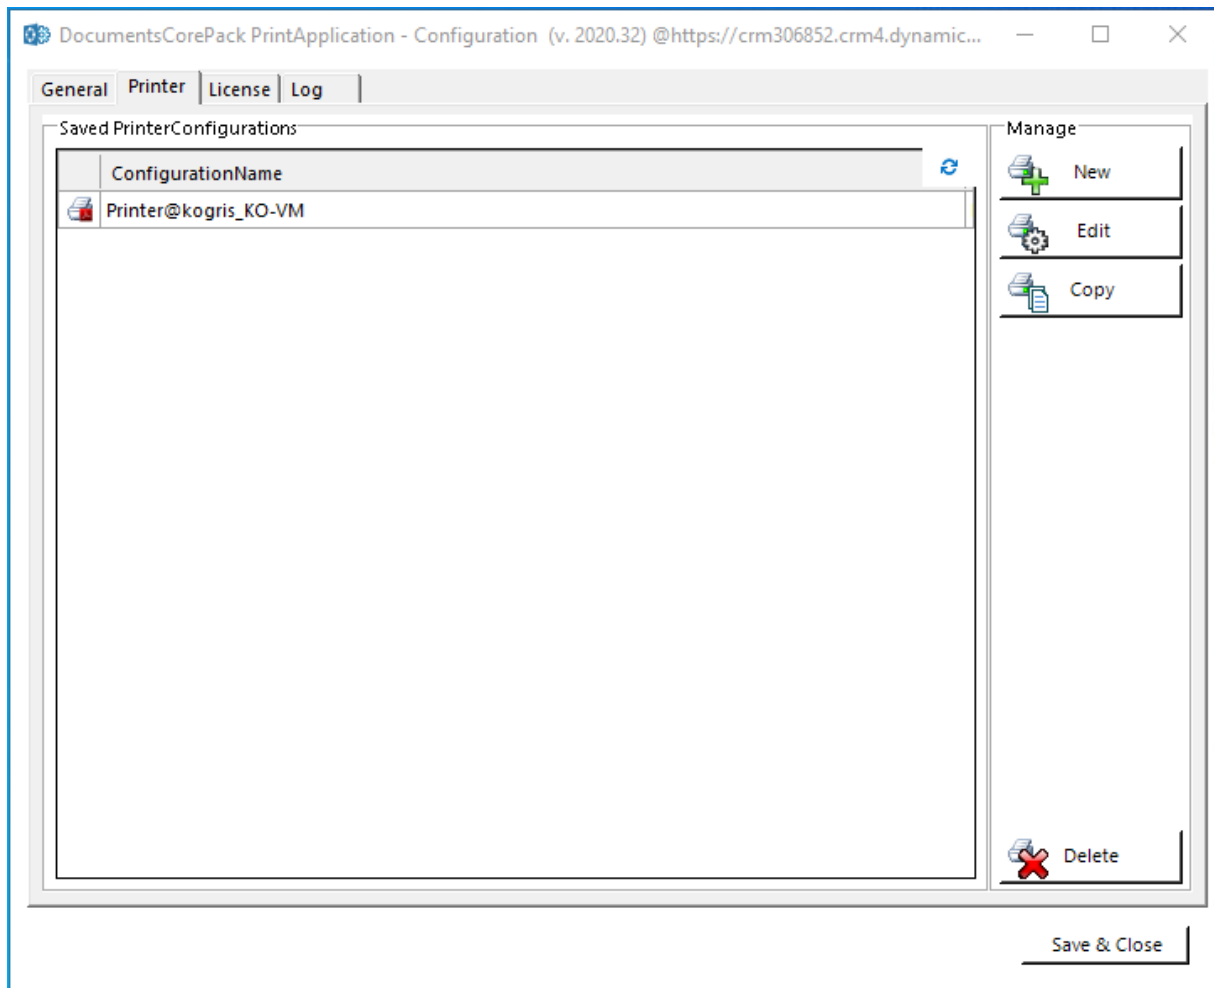 DocumentsCorePack PrintApplication - Configuration (v. 2020.32) @https://crm306852.crm4.dynamic...
General Printer License Log
Saved PrinterConfigurations
Manage
ConfigurationName
New
Printer@kogris_KO-VM
Edit
Copy
Delete
Save & Close